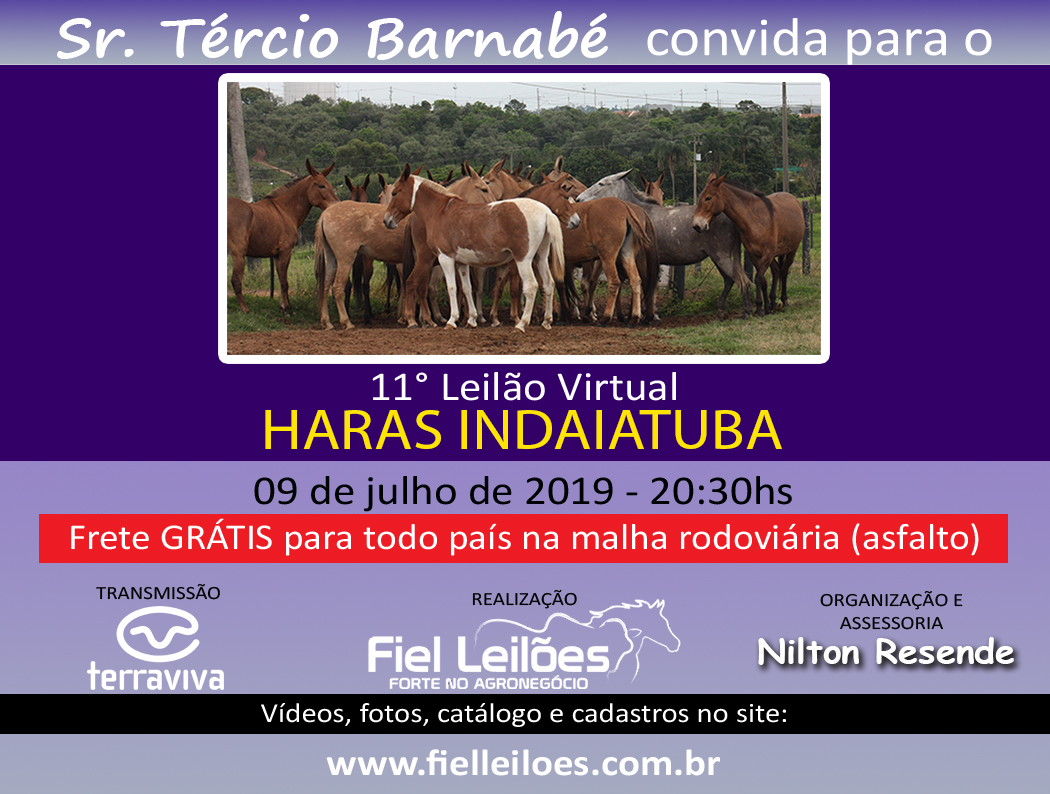 Sr. Tércio Barnabé convida para o
11° Leilão Virtual
HARAS INDAIATUBA
09 de julho de 2019 - 20:30hs
Frete GRÁTIS para todo país na malha rodoviária (asfalto)
TRANSMISSÃO
terraviva
REALIZAÇÃO
Fiel Leilões
FORTE NO AGRONEGÓCIO
ORGANIZAÇÃO E
ASSESSORIA
Nilton Resende
Vídeos, fotos, catálogo e cadastros no site:
www.fielleiloes.com.br